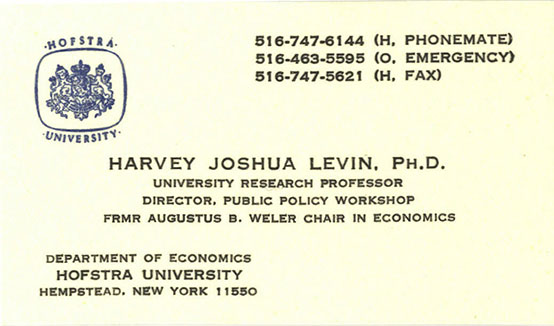 ·HOFSTRA·
·UNIVERSITY·
516-747-6144 (H, PHONEMATE)
516-463-5595 (O, EMERGENCY)
516-747-5621 (H, FAX)
HARVEY JOSHUA LEVIN, PH.D.
UNIVERSITY RESEARCH PROFESSOR
DIRECTOR, PUBLIC POLICY WORKSHOP
FRMR AUGUSTUS B. WELER CHAIR IN ECONOMICS
DEPARTMENT OF ECONOMICS
HOFSTRA UNIVERSITY
HEMPSTEAD, NEW YORK 11550